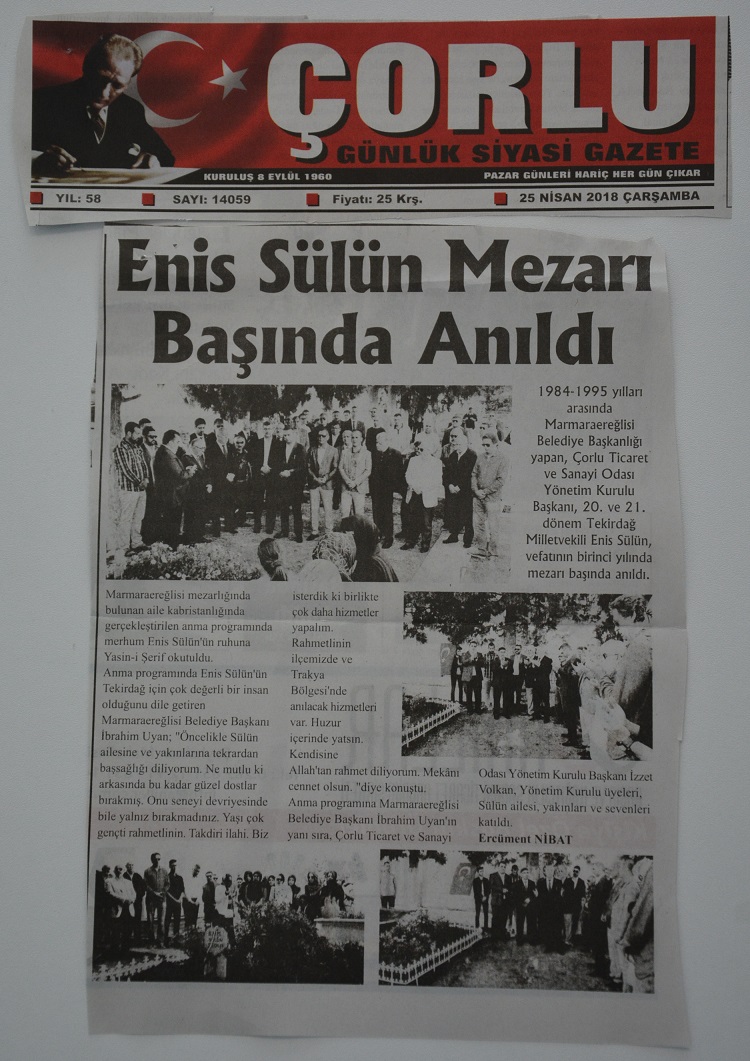 ÇORLU
GÜNLÜK SİYASİ GAZETE
KURULUŞ 8 EYLÜL 1960
PAZAR GÜNLERİ HARİÇ HER GÜN ÇIKAR
YIL: 58
SAYI: 14059
Fiyatı: 25 Krş.
25 NİSAN 2018 ÇARŞAMBA
Enis Sülün Mezarı
Başında Anıldı
1984-1995 yılları
arasında
Marmaraereğlisi
Belediye Başkanlığı
yapan, Çorlu Ticaret
ve Sanayi Odası
Yönetim Kurulu
Başkanı, 20. ve 21.
dönem Tekirdağ
Milletvekili Enis Sülün,
vefatının birinci yılında
mezarı başında anıldı.
Marmaraereğlisi mezarlığında
bulunan aile kabristanlığında
gerçekleştirilen anma programında
merhum Enis Sülün'ün ruhuna
Yasin-i Şerif okutuldu.
Anma programında Enis Sülün'ün
Tekirdağ için çok değerli bir insan
olduğunu dile getiren
Marmaraereğlisi Belediye Başkanı
İbrahim Uyan; "Öncelikle Sülün
ailesine ve yakınlarına tekrardan
başsağlığı diliyorum. Ne mutlu ki
arkasında bu kadar güzel dostlar
bırakmış. Onu seneyi devriyesinde
bile yalnız bırakmadınız. Yaşı çok
gençti rahmetlinin. Takdiri ilahi. Biz
isterdik ki birlikte
çok daha hizmetler
yapalım.
Rahmetlinin
ilçemizde ve
Trakya
Bölgesi'nde
anılacak hizmetleri
var. Huzur
içerinde yatsın.
Kendisine
Allah'tan rahmet diliyorum. Mekânı
cennet olsun. "diye konuştu.
Anma programına Marmaraereğlisi
Belediye Başkanı İbrahim Uyan'ın
yanı sıra, Çorlu Ticaret ve Sanayi
Odası Yönetim Kurulu Başkanı İzzet
Volkan, Yönetim Kurulu üyeleri,
Sülün ailesi, yakınları ve sevenleri
katıldı.
Ercüment NİBAT